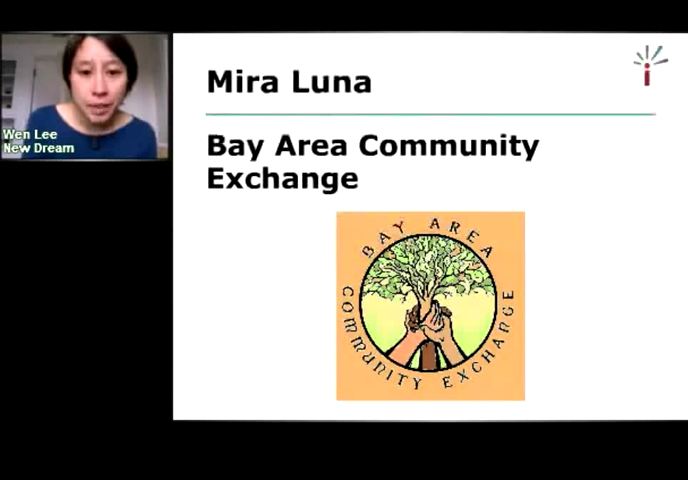 Wen Lee
New Dream
Mira Luna
Bay Area Community
Exchange
BAY AREA
COMMUNITY EXCHANGE